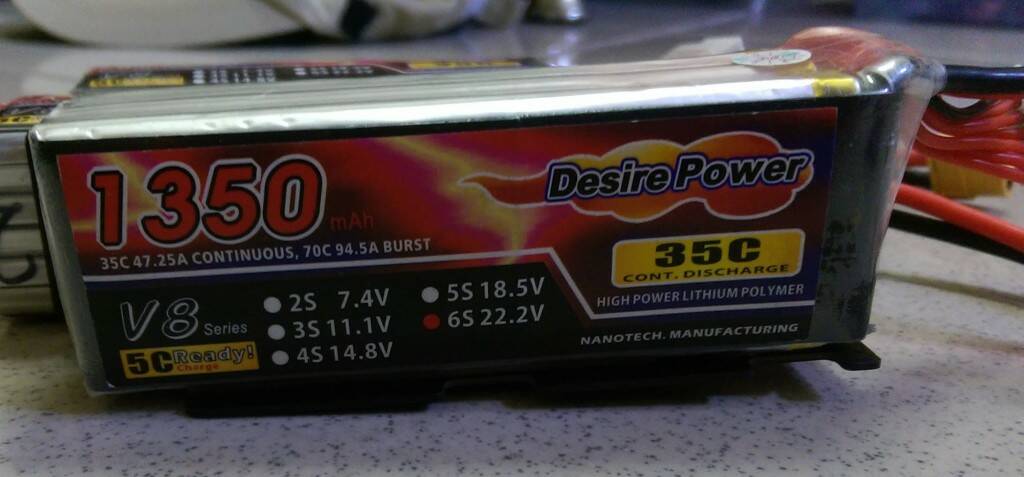 1350 mAh
35C 47.25A CONTINUOUS, 70C 94.5A BURST
Desire Power
35C
CONT. DISCHARGE
HIGH POWER LITHIUM POLYMER
NANOTECH. MANUFACTURING
V8 Series
5C Ready!
Charge
2S 7.4V
3S 11.1V
4S 14.8V
5S 18.5V
6S 22.2V